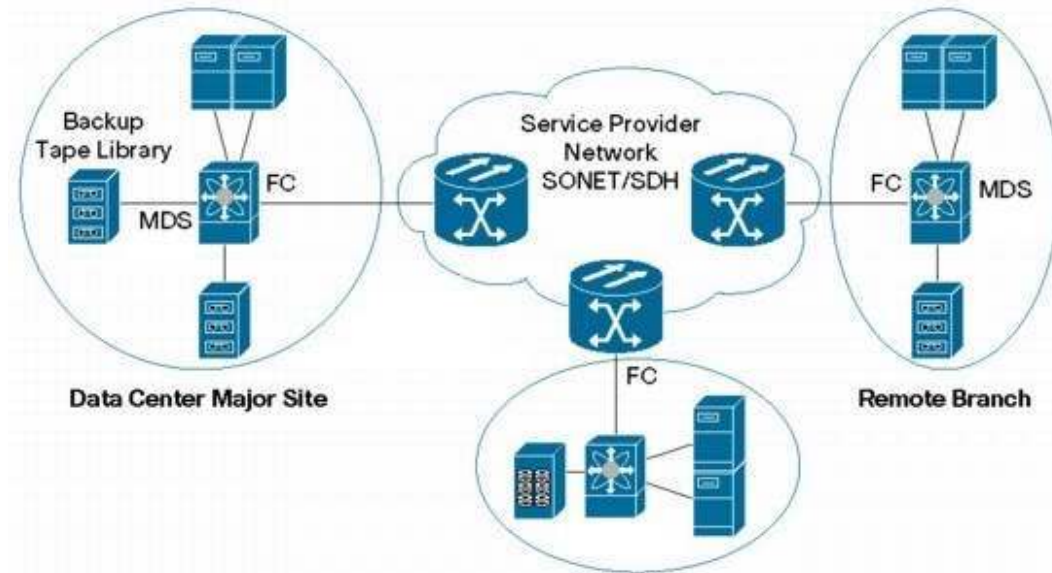 Backup
Tape Library
MDS
FC
Service Provider
Network
SONET/SDH
FC
MDS
Data Center Major Site
FC
Remote Branch